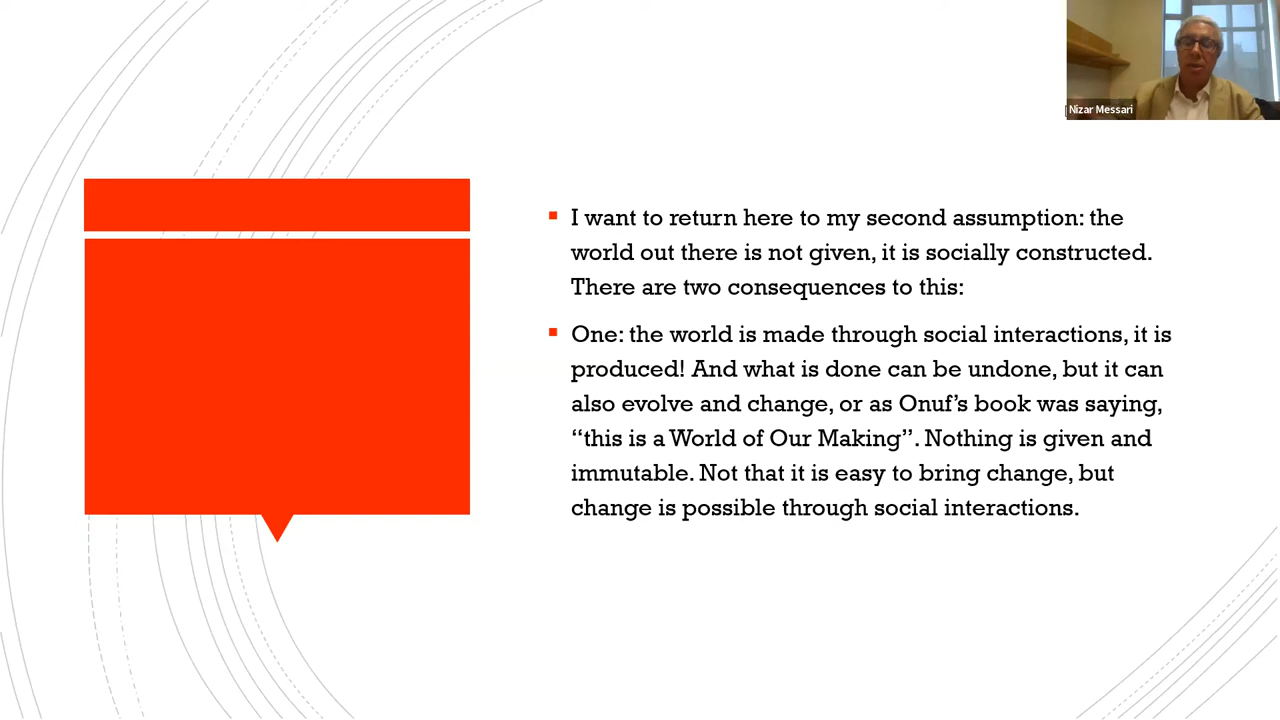 Nizar Messari
I want to return here to my second assumption: the
world out there is not given, it is socially constructed.
There are two consequences to this:
One: the world is made through social interactions, it is
produced! And what is done can be undone, but it can
also evolve and change, or as Onuf’s book was saying,
“this is a World of Our Making”. Nothing is given and
immutable. Not that it is easy to bring change, but
change is possible through social interactions.